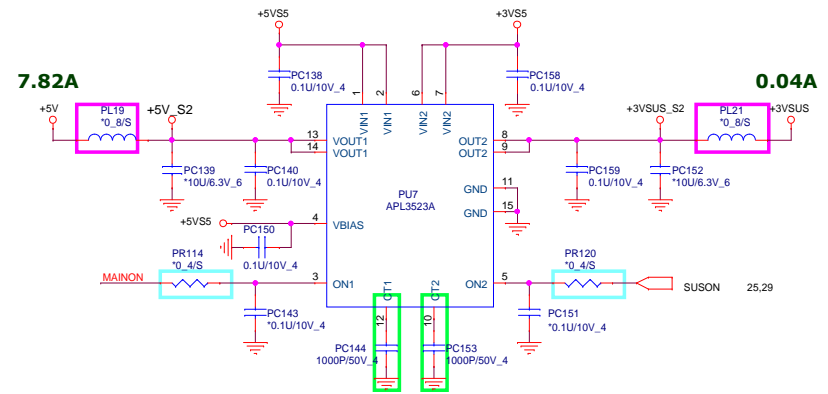 +5VS5
+3VS5
7.82A
0.04A
PC138
0.1U/10V_4
PC158
0.1U/10V_4
1
2
6
7
+5V
PL19
*0_8/S
+5V_S2
+3VSUS_S2
PL21
*0_8/S
+3VSUS
VIN1
VIN1
VIN2
VIN2
13
VOUT1
14
VOUT1
8
OUT2
9
OUT2
PC139
*10U/6.3V_6
PC140
0.1U/10V_4
PC159
0.1U/10V_4
PC152
*10U/6.3V_6
PU7
APL3523A
GND
11
GND
15
+5VS5
4
VBIAS
PC150
0.1U/10V_4
PR114
*0_4/S
PR120
*0_4/S
MAINON
3
ON1
5
ON2
SUSON
25,29
CT1
CT2
PC143
*0.1U/10V_4
PC151
*0.1U/10V_4
12
10
PC144
1000P/50V_4
PC153
1000P/50V_4